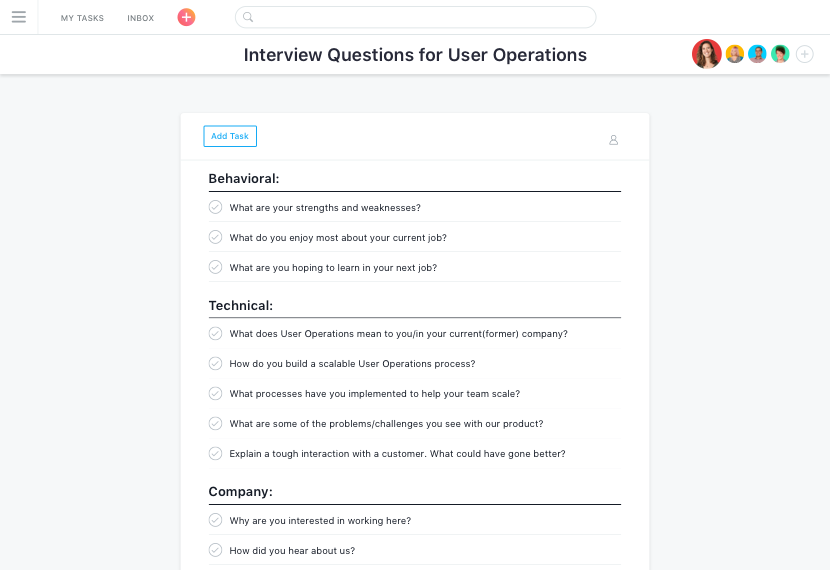 MY TASKS INBOX
Interview Questions for User Operations
Add Task
Behavioral:
What are your strengths and weaknesses?
What do you enjoy most about your current job?
What are you hoping to learn in your next job?
Technical:
What does User Operations mean to you/in your current(former) company?
How do you build a scalable User Operations process?
What processes have you implemented to help your team scale?
What are some of the problems/challenges you see with our product?
Explain a tough interaction with a customer. What could have gone better?
Company:
Why are you interested in working here?
How did you hear about us?